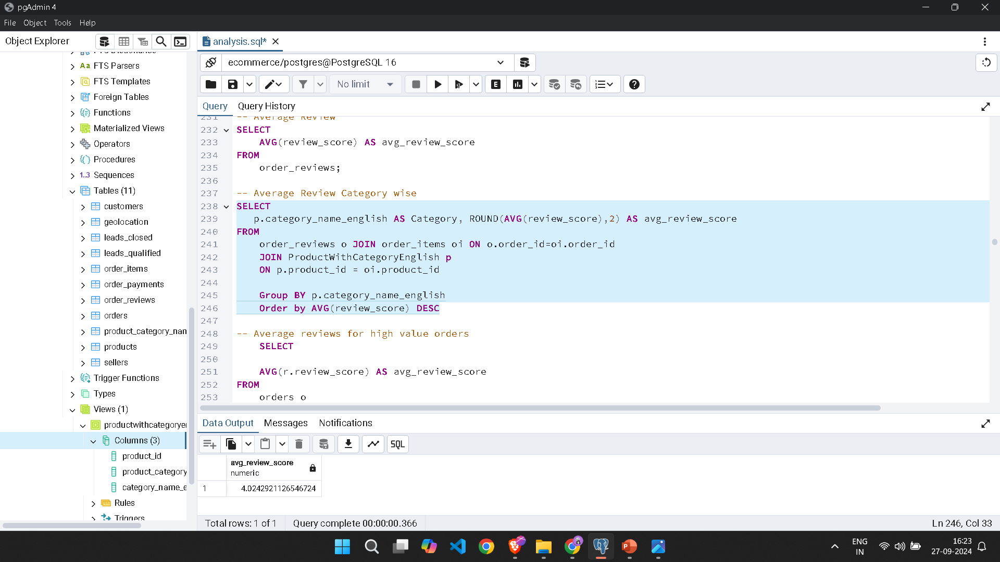 pgAdmin 4
File Object Tools Help
Object Explorer
FTS Dictionaries
Aa FTS Parsers
FTS Templates
Foreign Tables
Functions
Materialized Views
Operators
Procedures
1..3 Sequences
Tables (11)
customers
geolocation
leads_closed
leads_qualified
order_items
order_payments
order_reviews
orders
product_category_nan
products
sellers
Trigger Functions
Types
Views (1)
productwithcategoryer
Columns (3)
product_id
product_category
category_name_e
Rules
Triggers
analysis.sql*
ecommerce/postgres@PostgreSQL 16
No limit
E
Query Query History
231 -- Average Review
232 SELECT
233 AVG(review_score) AS avg_review_score
234 FROM
235 order_reviews;
236
237 -- Average Review Category wise
238 SELECT
239 p.category_name_english AS Category, ROUND(AVG(review_score),2) AS avg_review_score
240 FROM
241 order_reviews o JOIN order_items oi ON o.order_id=oi.order_id
242 JOIN ProductWithCategoryEnglish p
243 ON p.product_id = oi.product_id
244
245 Group BY p.category_name_english
246 Order by AVG(review_score) DESC
247
248 -- Average reviews for high value orders
249 SELECT
250
251 AVG(r.review_score) AS avg_review_score
252 FROM
253 orders o
Data Output Messages Notifications
SQL
avg_review_score
numeric
1 4.0242921126546724
Total rows: 1 of 1 Query complete 00:00:00.366 Ln 246, Col 33
ENG
IN
16:23
27-09-2024